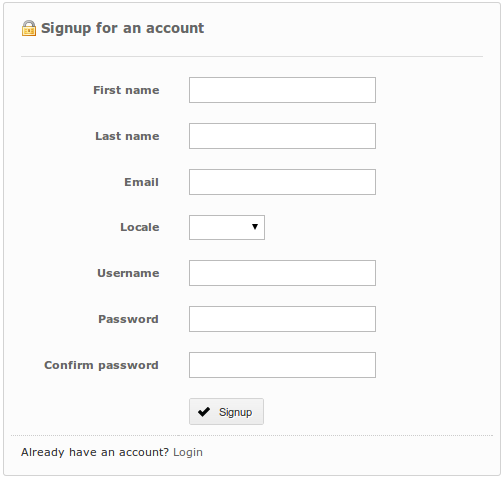 Signup for an account
First name
Last name
Email
Locale
Username
Password
Confirm password
Signup
Already have an account? Login